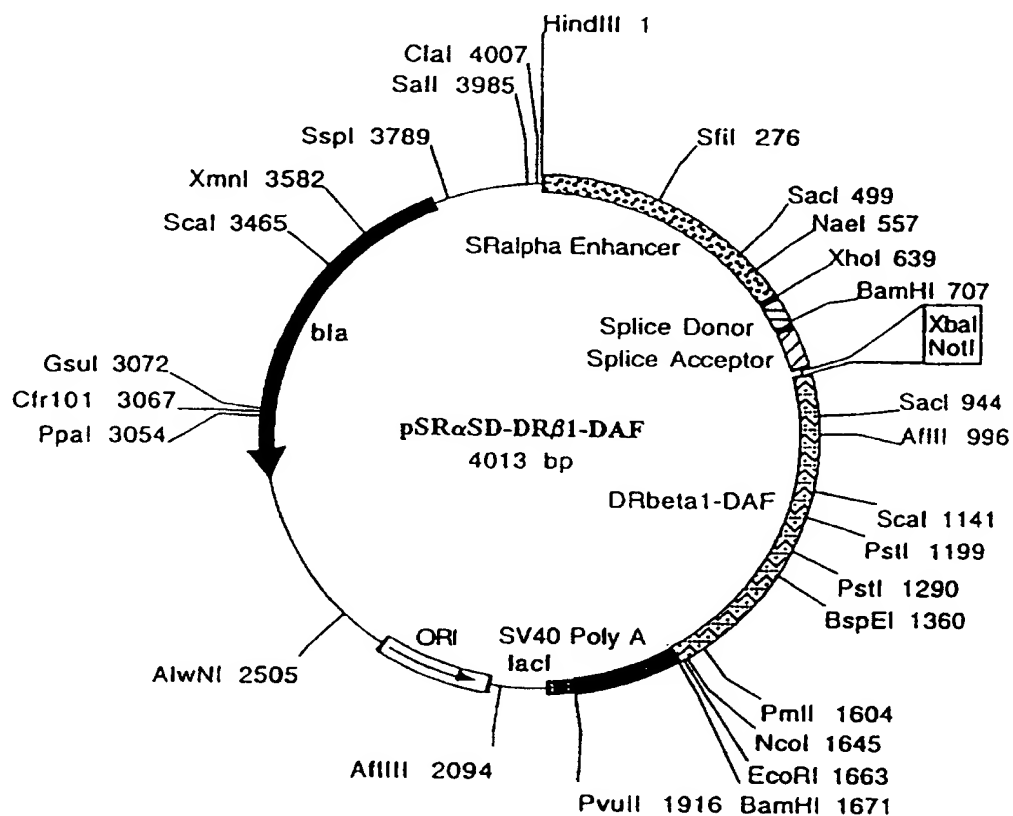 HindIII 1
ClaI 4007
SalI 3985
SspI 3789
XmnI 3582
ScaI 3465
SfiI 276
SacI 499
NaeI 557
XhoI 639
BamHI 707
XbaI
NotI
SRalpha Enhancer
Splice Donor
Splice Acceptor
bla
GsuI 3072
Cfr101 3067
PpaI 3054
pSRαSD-DRβ1-DAF
4013 bp
SacI 944
AflII 996
DRbeta1-DAF
ScaI 1141
PstI 1199
PstI 1290
BspEI 1360
ORI
SV40 Poly A
lacI
AlwNI 2505
AflIII 2094
PmlI 1604
NcoI 1645
EcoRI 1663
PvuII 1916
BamHI 1671